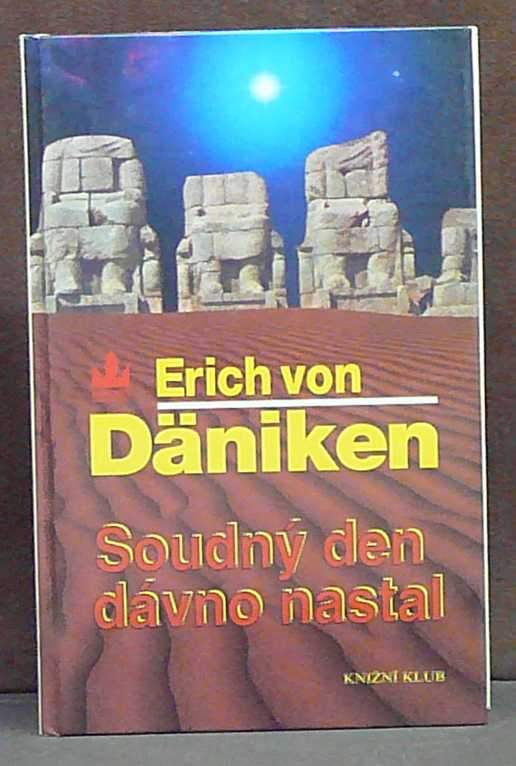 Erich von
Däniken
Soudný den
dávno nastal
KNIŽNÍ KLUB